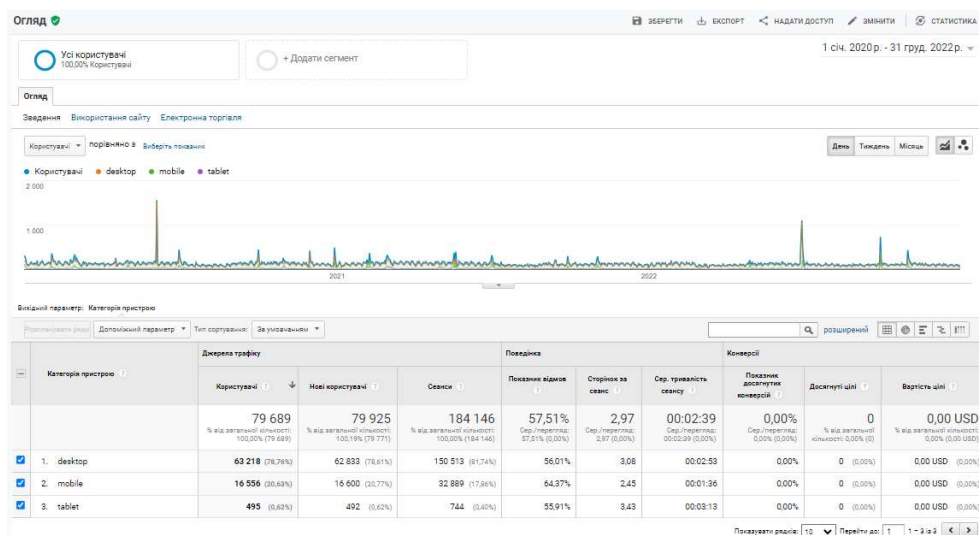 Огляд
ЗБЕРЕГТИ ЕКСПОРТ НАДАТИ ДОСТУП ЗМІНИТИ СТАТИСТИКА
Усі користувачі
100,00% Користувачі
+ Додати сегмент
1 січ. 2020 р. - 31 груд. 2022 р.
Огляд
Зведення Використання сайту Електронна торгівля
Користувачі порівняно з Виберіть показник
День Тиждень Місяць
Користувачі desktop mobile tablet
2 000
1 000
2021 2022
Вихідний параметр: Категорія пристрою
Розпланувати ряди Допоміжний параметр Тип сортування: За умовчанням розширений
Категорія пристрою
Джерела трафіку Поведінка Конверсії
Користувачі Нові користувачі Сеанси Показник відмов Сторінок за сеанс Сер. тривалість сеансу Показник досягнутих конверсій Досягнуті цілі Вартість цілі
79 689 79 925 184 146 57,51% 2,97 00:02:39 0,00% 0 0,00 USD
% від загальної кількості: 100,00% (79 689) % від загальної кількості: 100,19% (79 771) % від загальної кількості: 100,00% (184 146) Сер./перегляд: 57,51% (0,00%) Сер./перегляд: 2,97 (0,00%) Сер./перегляд: 00:02:39 (0,00%) Сер./перегляд: 0,00% (0,00%) % від загальної кількості: 0,00% (0) % від загальної кількості: 0,00% (0,00 USD)
1. desktop 63 218 (78,76%) 62 833 (78,61%) 150 513 (81,74%) 56,01% 3,08 00:02:53 0,00% 0 (0,00%) 0,00 USD (0,00%)
2. mobile 16 556 (20,63%) 16 600 (20,77%) 32 889 (17,86%) 64,37% 2,45 00:01:36 0,00% 0 (0,00%) 0,00 USD (0,00%)
3. tablet 495 (0,62%) 492 (0,62%) 744 (0,40%) 55,91% 3,43 00:03:13 0,00% 0 (0,00%) 0,00 USD (0,00%)
Показувати рядків: 10 Перейти до: 1 1 – 3 із 3